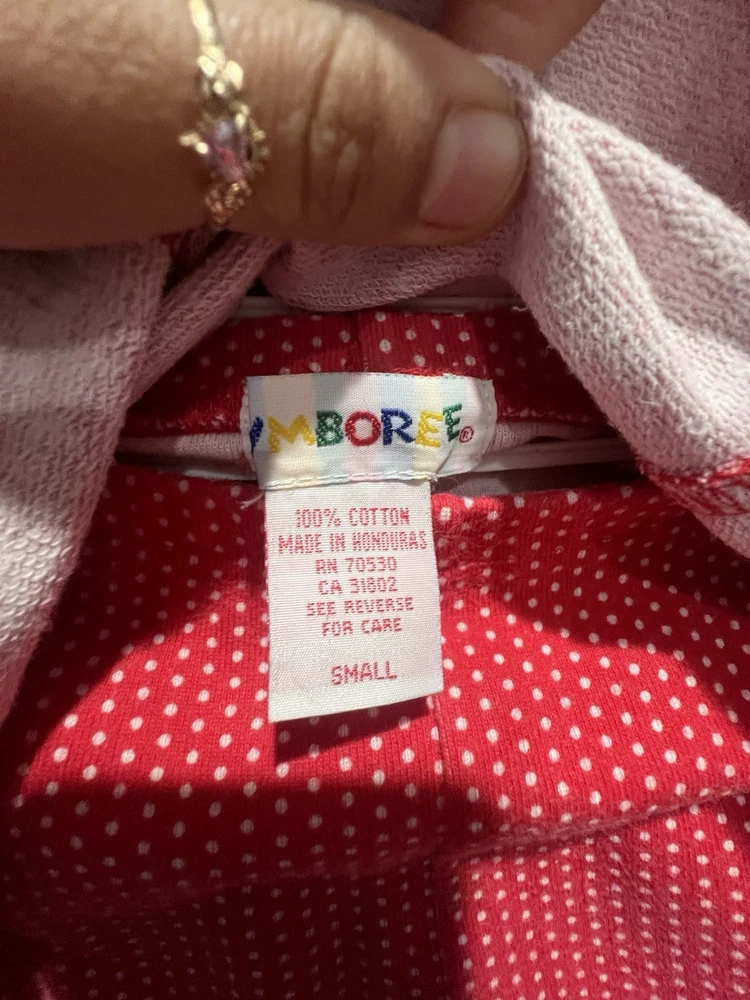 YMBOREE®
100% COTTON
MADE IN HONDURAS
RN 70530
CA 31802
SEE REVERSE
FOR CARE
SMALL